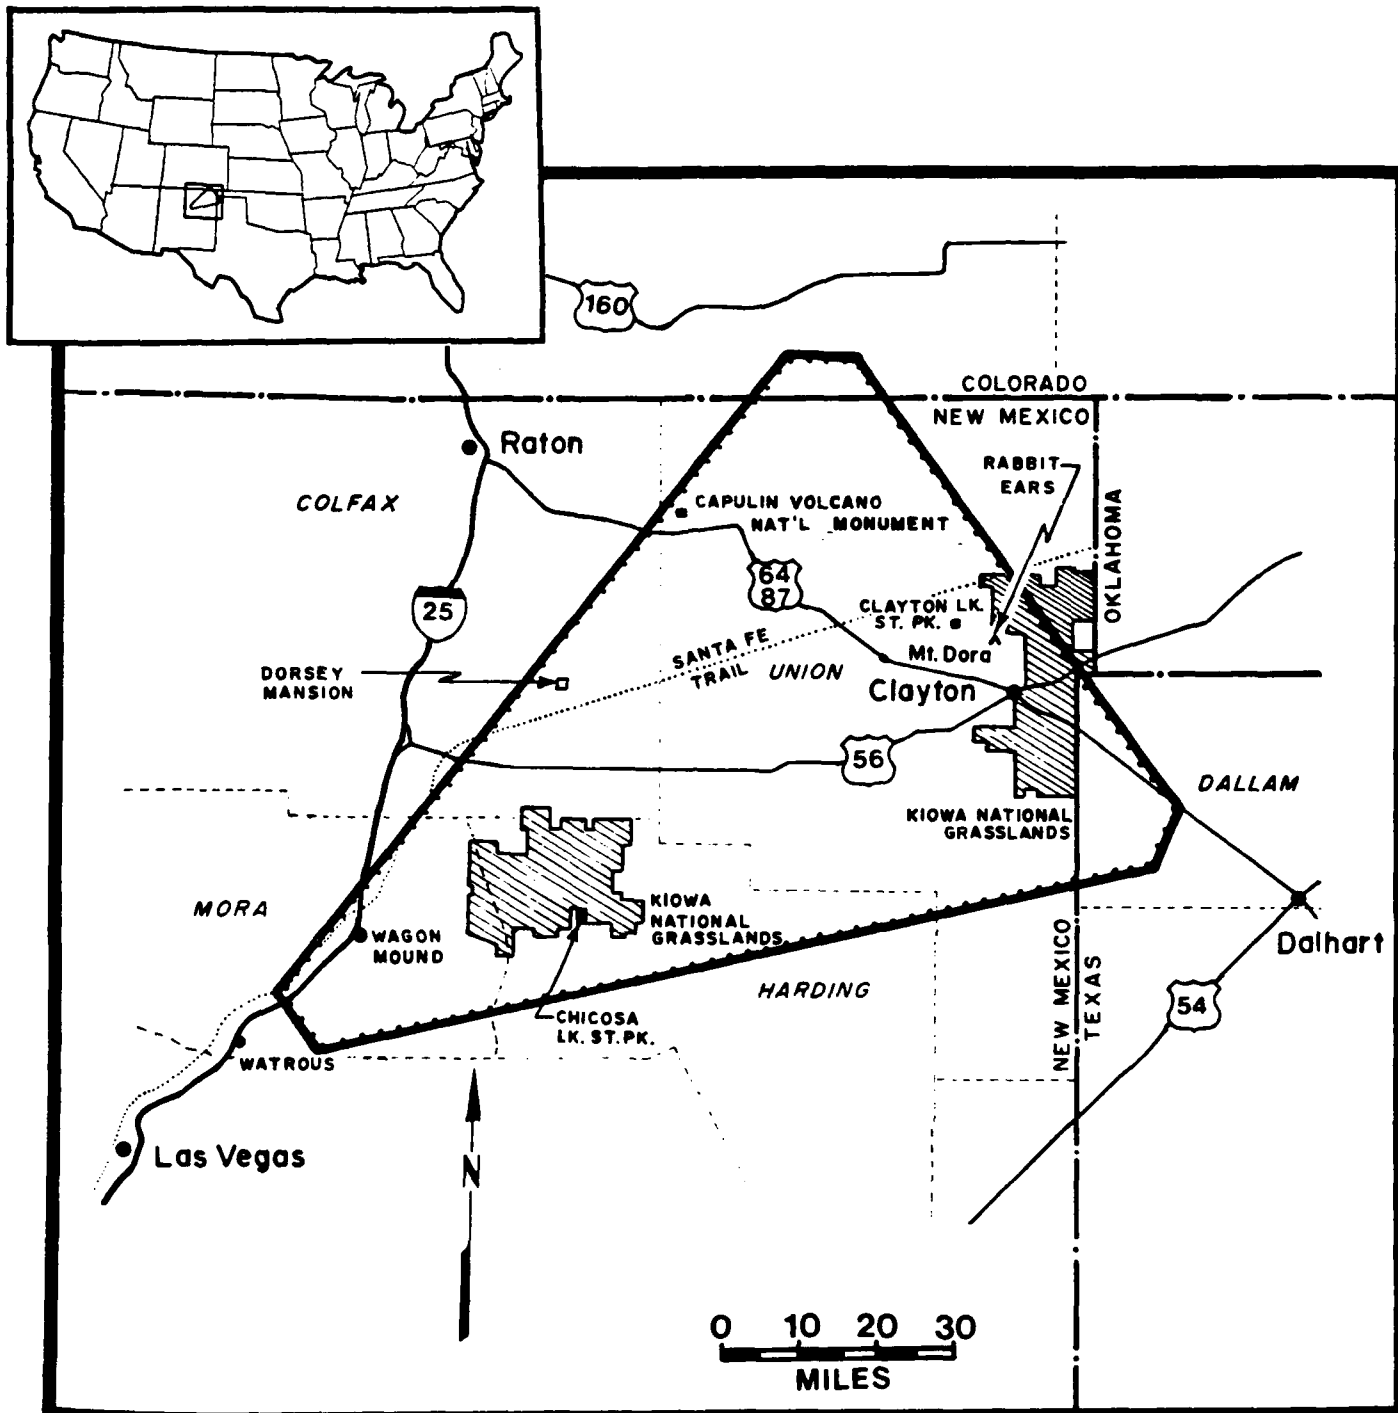 160
COLORADO
NEW MEXICO
Raton
RABBIT
EARS
COLFAX
CAPULIN VOLCANO
NAT'L MONUMENT
OKLAHOMA
64
87
25
CLAYTON LK.
ST. PK.
SANTA FE
TRAIL
Mt. Dora
DORSEY
MANSION
UNION
Clayton
56
DALLAM
KIOWA NATIONAL
GRASSLANDS
MORA
KIOWA
NATIONAL
GRASSLANDS
WAGON
MOUND
Dalhart
HARDING
NEW MEXICO
TEXAS
54
CHICOSA
LK. ST. PK.
WATROUS
Las Vegas
N
0 10 20 30
MILES